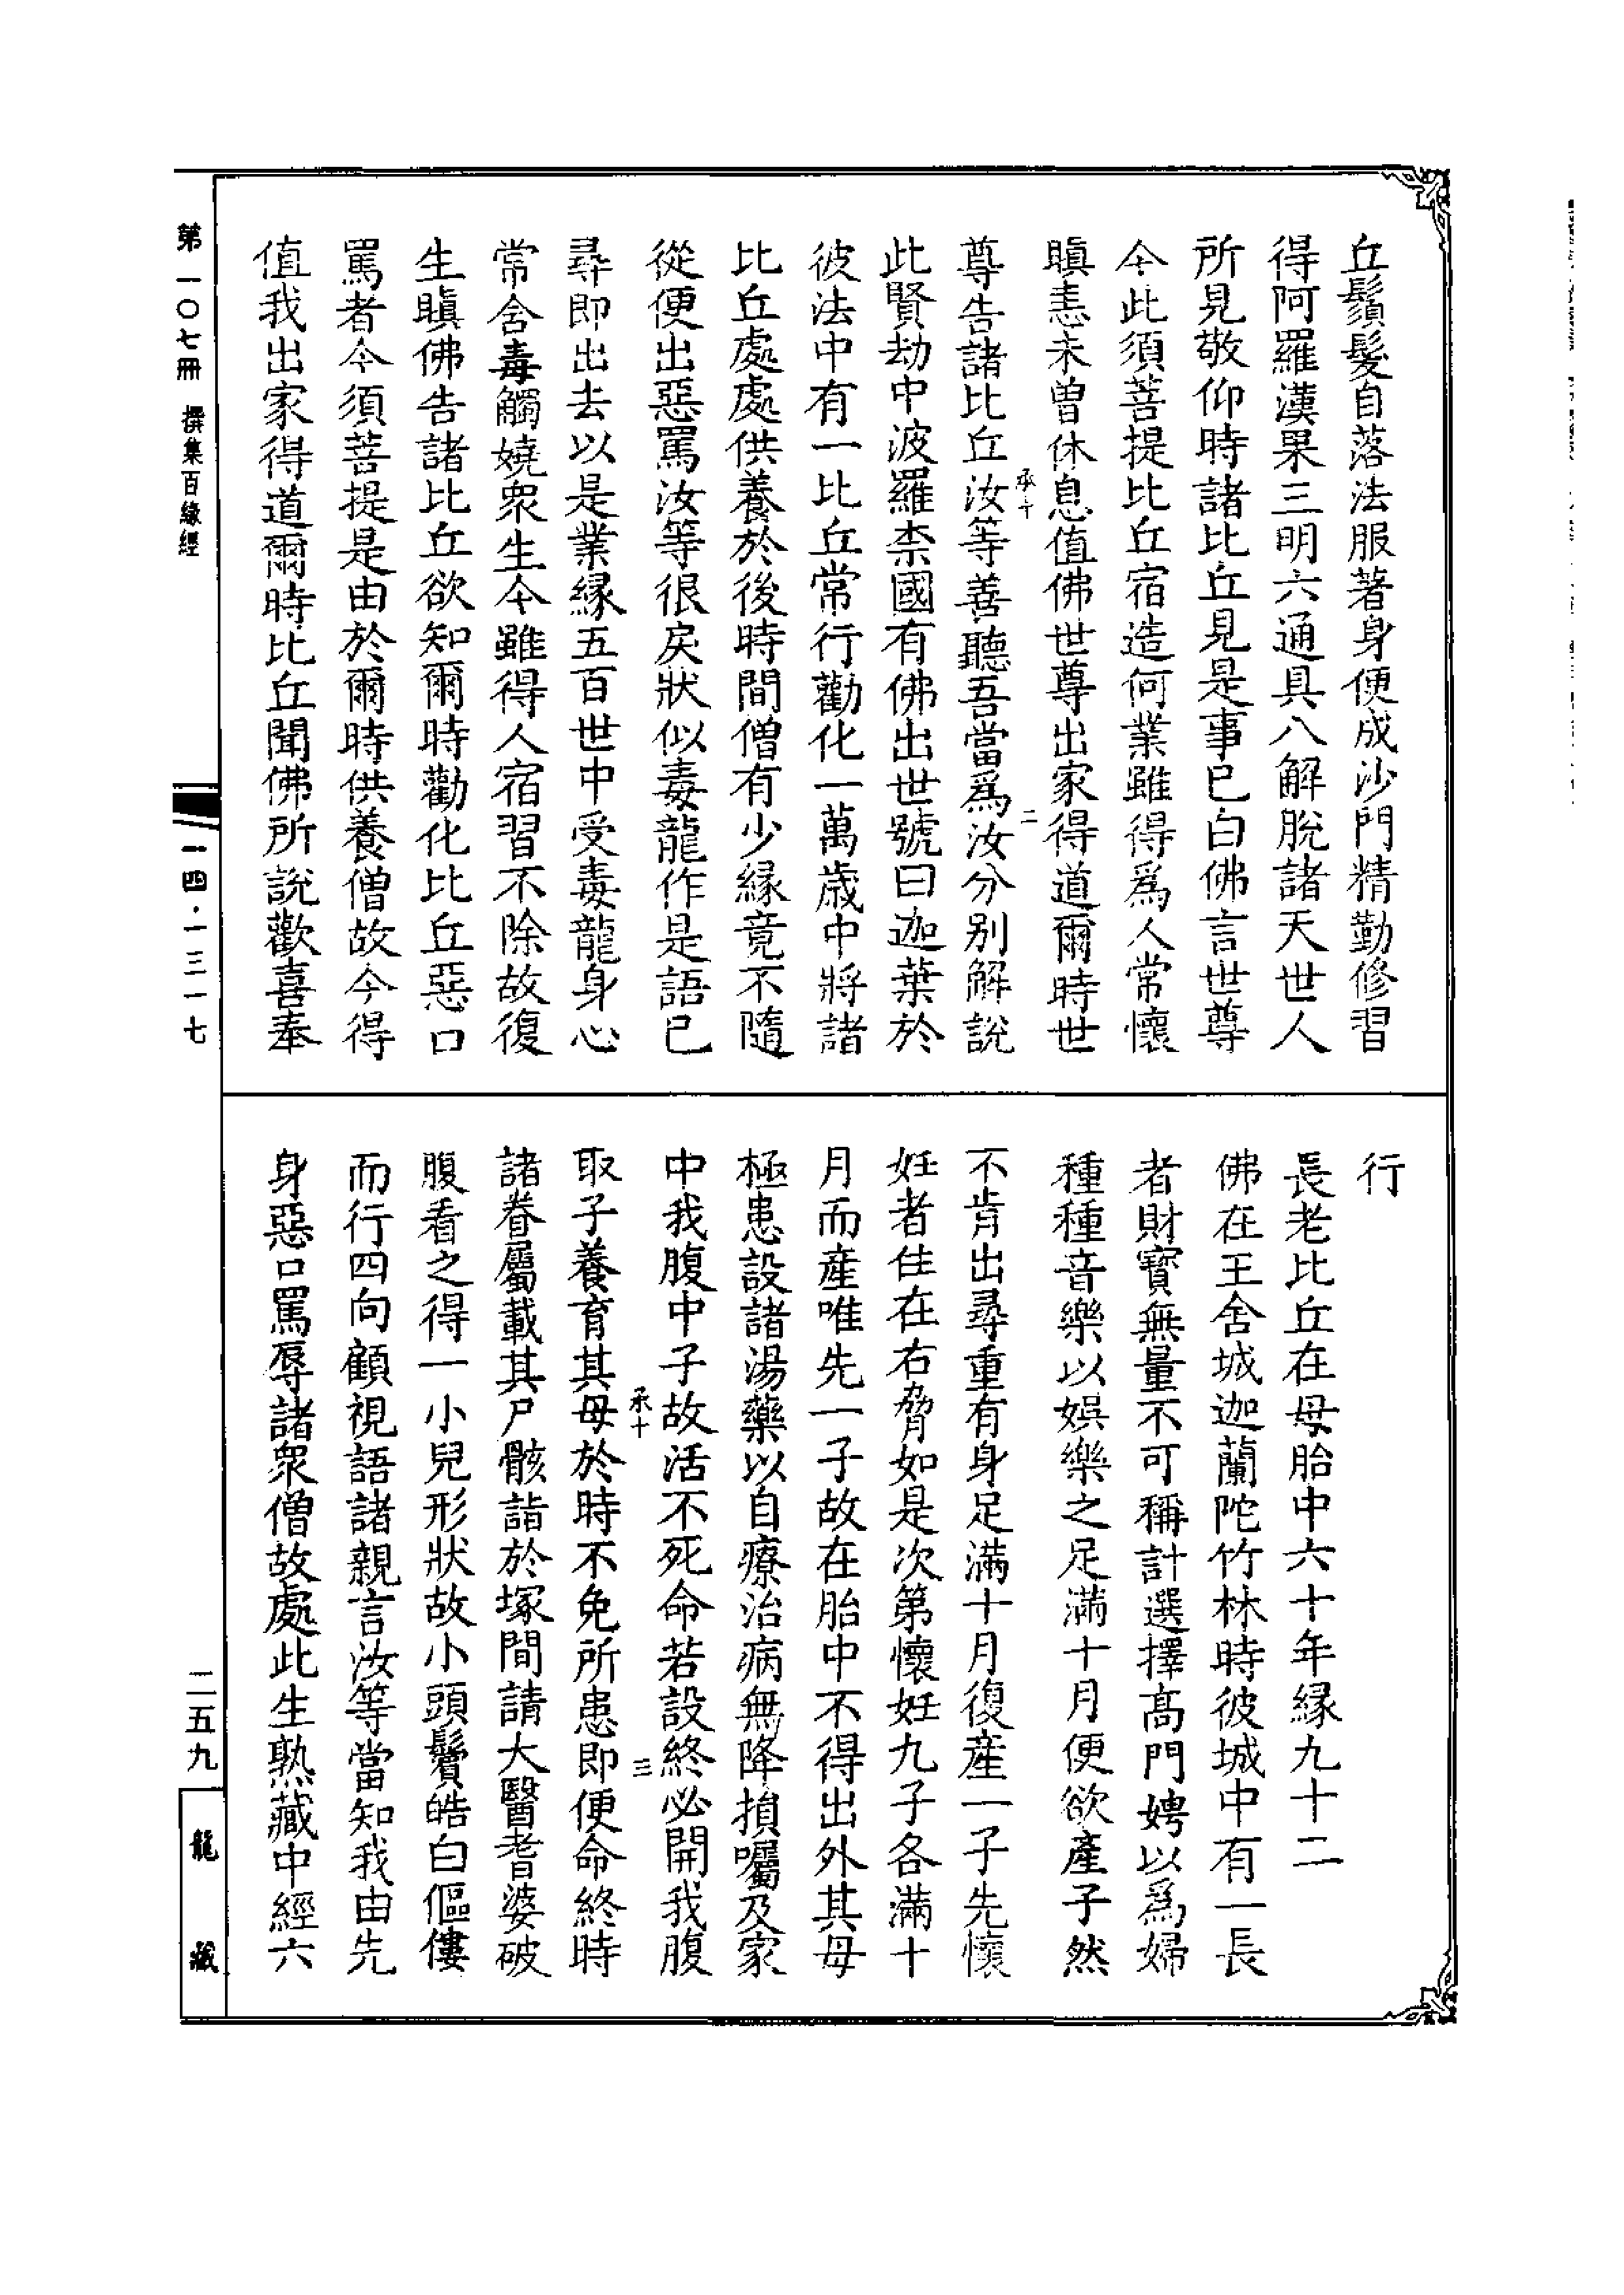 丘鬚髮自落法服著身便成沙門精勤修習
得阿羅漢果三明六通具八解脫諸天世人
所見敬仰時諸比丘見是事已白佛言世尊
今此須菩提比丘宿造何業雖得爲人常懷
瞋恚未曽休息值佛世尊出家得道爾時世
承十
二
尊告諸比丘汝等善聽吾當爲汝分别解說
此賢劫中波羅柰國有佛出世號曰迦葉於
彼法中有一比丘常行勸化一萬歲中將諸
比丘處處供養於後時間僧有少緣竟不隨
從便出惡罵汝等很戾狀似毒龍作是語已
尋即出去以是業緣五百世中受毒龍身心
常含毒觸嬈衆生今雖得人宿習不除故復
生瞋佛告諸比丘欲知爾時勸化比丘惡口
罵者今須菩提是由於爾時供養僧故今得
值我出家得道爾時比丘聞佛所說歡喜奉
行
長老比丘在母胎中六十年緣九十二
佛在王舍城迦蘭陀竹林時彼城中有一長
者財寶無量不可稱計選擇高門娉以爲婦
種種音樂以娛樂之足滿十月便欲產子然
不肯出尋重有身足滿十月復產一子先懷
妊者住在右脅如是次第懷妊九子各滿十
月而產唯先一子故在胎中不得出外其母
極患設諸湯藥以自療治病無降損囑及家
中我腹中子故活不死命若設終必開我腹
承十
三
取子養育其母於時不免所患即便命終時
諸眷屬載其尸骸詣於塚間請大醫耆婆破
腹看之得一小兒形狀故小頭鬢皓白傴僂
而行四向顧視語諸親言汝等當知我由先
身惡口罵辱諸衆僧故處此生熟藏中經六
第一〇七冊 撰集百緣經
一四·一三一七
二五九
龍藏